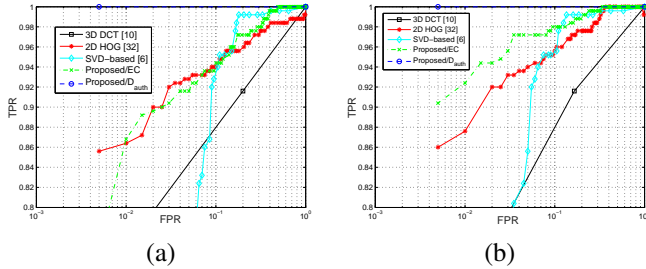 1
0.98
0.96
0.94
0.92
0.9
0.88
0.86
0.84
0.82
0.8
TPR
3D DCT [10]
2D HOG [32]
SVD-based [6]
Proposed/EC
Proposed/D_auth
10^-3
10^-2
10^-1
10^0
FPR
(a)
1
0.98
0.96
0.94
0.92
0.9
0.88
0.86
0.84
0.82
0.8
TPR
3D DCT [10]
2D HOG [32]
SVD-based [6]
Proposed/EC
Proposed/D_auth
10^-3
10^-2
10^-1
10^0
FPR
(b)